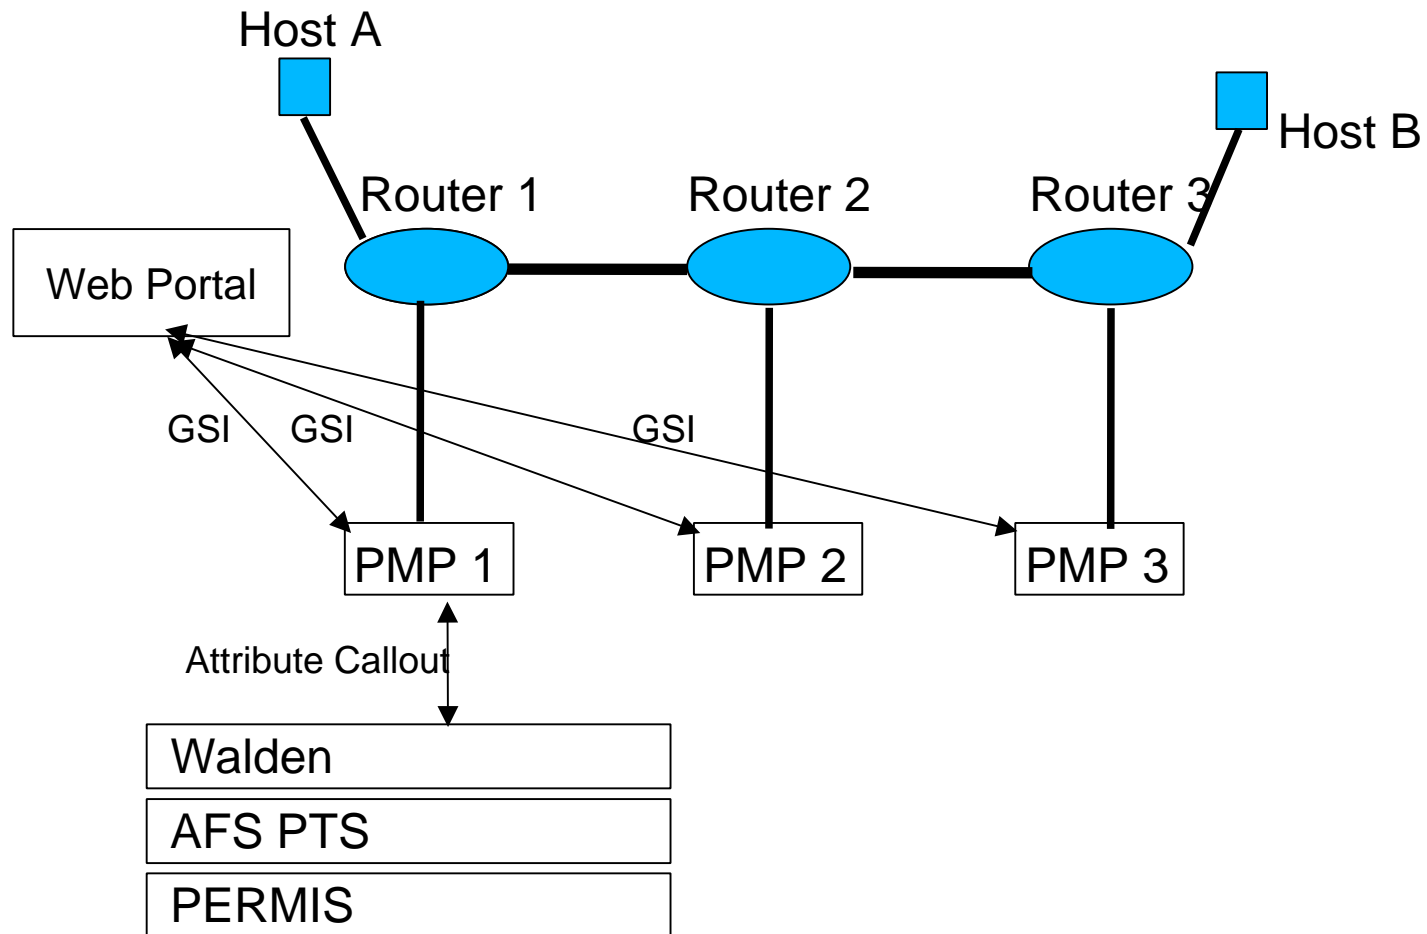 Host A
Host B
Router 1
Router 2
Router 3
Web Portal
GSI
GSI
GSI
PMP 1
PMP 2
PMP 3
Attribute Callout
Walden
AFS PTS
PERMIS